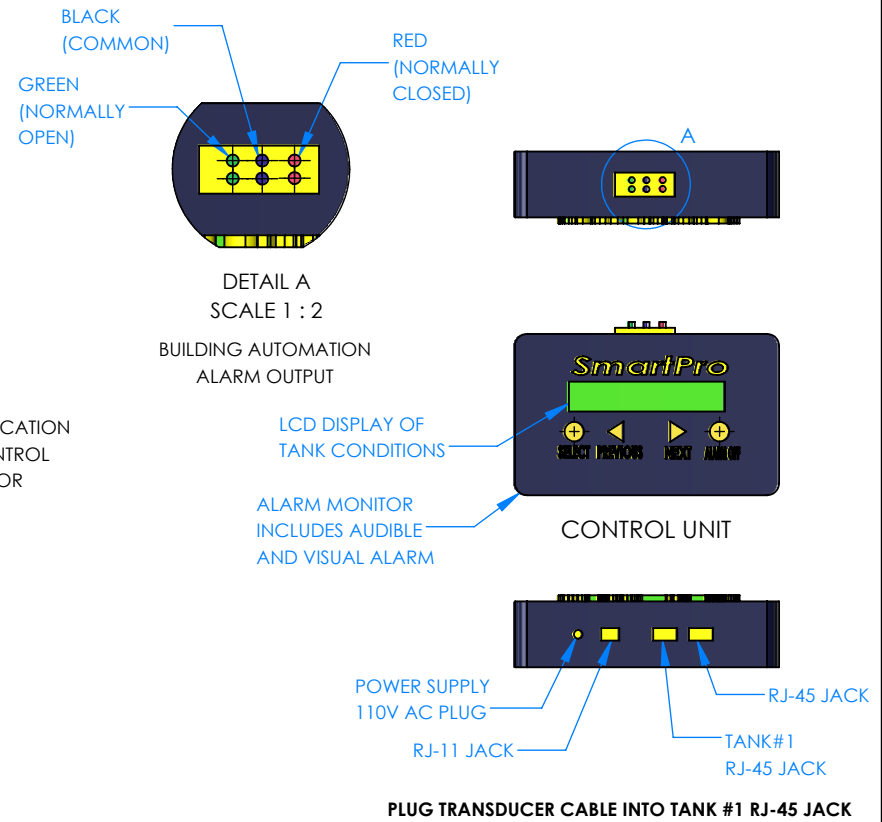 BLACK
(COMMON)
RED
(NORMALLY
CLOSED)
GREEN
(NORMALLY
OPEN)
A
DETAIL A
SCALE 1 : 2
BUILDING AUTOMATION
ALARM OUTPUT
SmartPro
CATION
NTROL
OR
LCD DISPLAY OF
TANK CONDITIONS
SELECT PREVIOUS NEXT
ALARM MONITOR
INCLUDES AUDIBLE
AND VISUAL ALARM
CONTROL UNIT
POWER SUPPLY
110V AC PLUG
RJ-11 JACK
RJ-45 JACK
TANK#1
RJ-45 JACK
PLUG TRANSDUCER CABLE INTO TANK #1 RJ-45 JACK